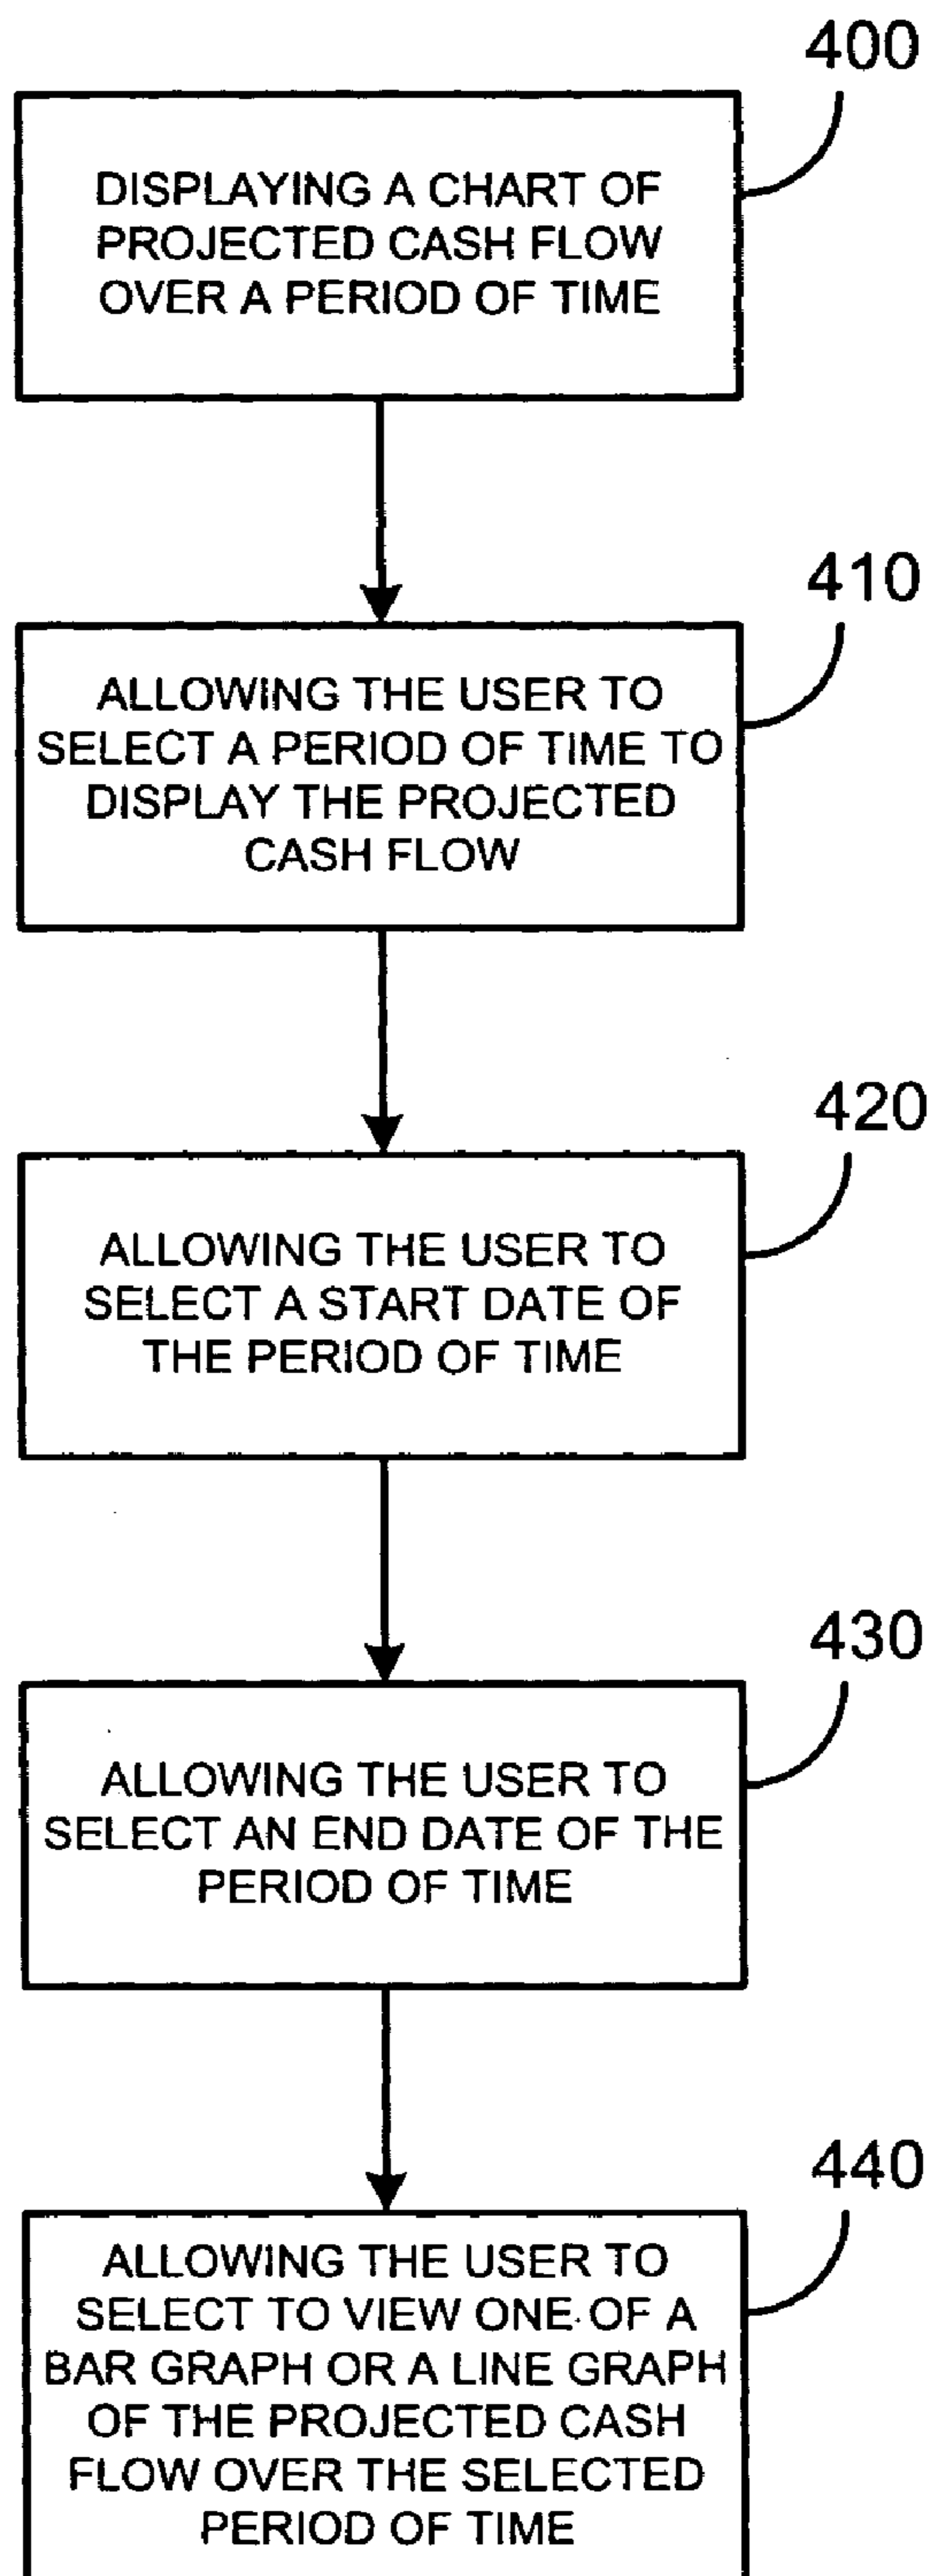 400
DISPLAYING A CHART OF
PROJECTED CASH FLOW
OVER A PERIOD OF TIME
410
ALLOWING THE USER TO
SELECT A PERIOD OF TIME TO
DISPLAY THE PROJECTED
CASH FLOW
420
ALLOWING THE USER TO
SELECT A START DATE OF
THE PERIOD OF TIME
430
ALLOWING THE USER TO
SELECT AN END DATE OF THE
PERIOD OF TIME
440
ALLOWING THE USER TO
SELECT TO VIEW ONE OF A
BAR GRAPH OR A LINE GRAPH
OF THE PROJECTED CASH
FLOW OVER THE SELECTED
PERIOD OF TIME